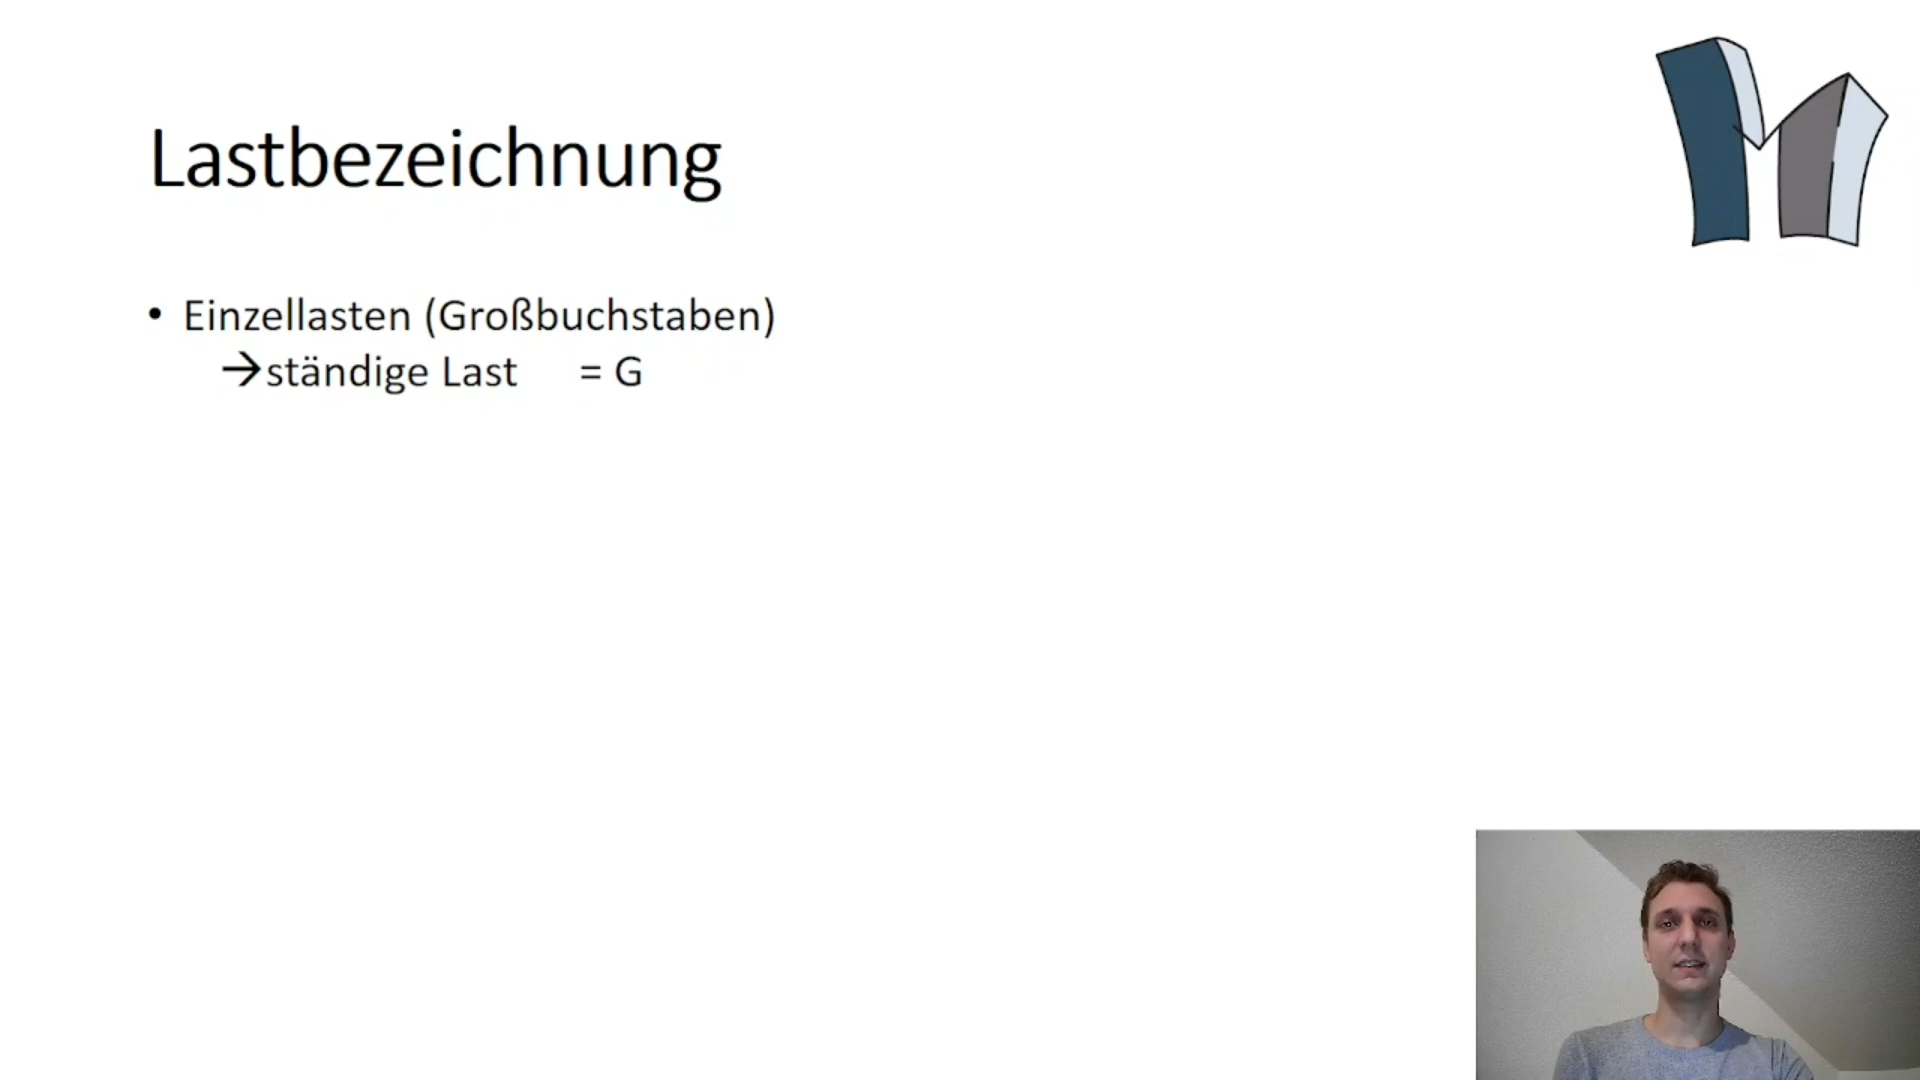 Lastbezeichnung
• Einzellasten (Großbuchstaben)
→ständige Last = G